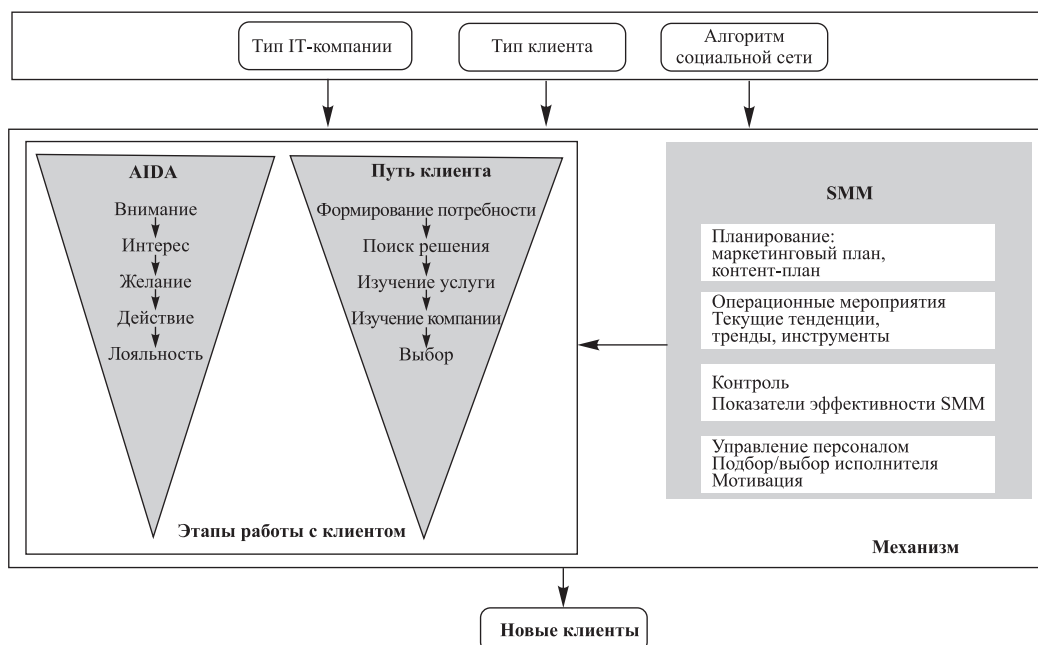 Тип IT-компании
Тип клиента
Алгоритм
социальной сети
AIDA
Внимание
Интерес
Желание
Действие
Лояльность
Путь клиента
Формирование потребности
Поиск решения
Изучение услуги
Изучение компании
Выбор
Этапы работы с клиентом
SMM
Планирование:
маркетинговый план,
контент-план
Операционные мероприятия
Текущие тенденции,
тренды, инструменты
Контроль
Показатели эффективности SMM
Управление персоналом
Подбор/выбор исполнителя
Мотивация
Механизм
Новые клиенты